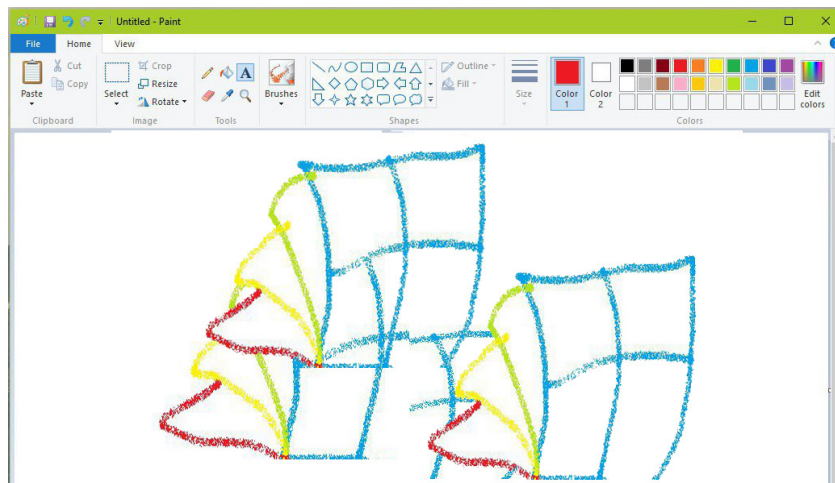 Untitled - Paint
File Home View
Paste
Cut
Copy
Select
Crop
Resize
Rotate
A
Brushes
Outline
Fill
Size
Color
1
Color
2
Edit
colors
Clipboard
Image
Tools
Shapes
Colors